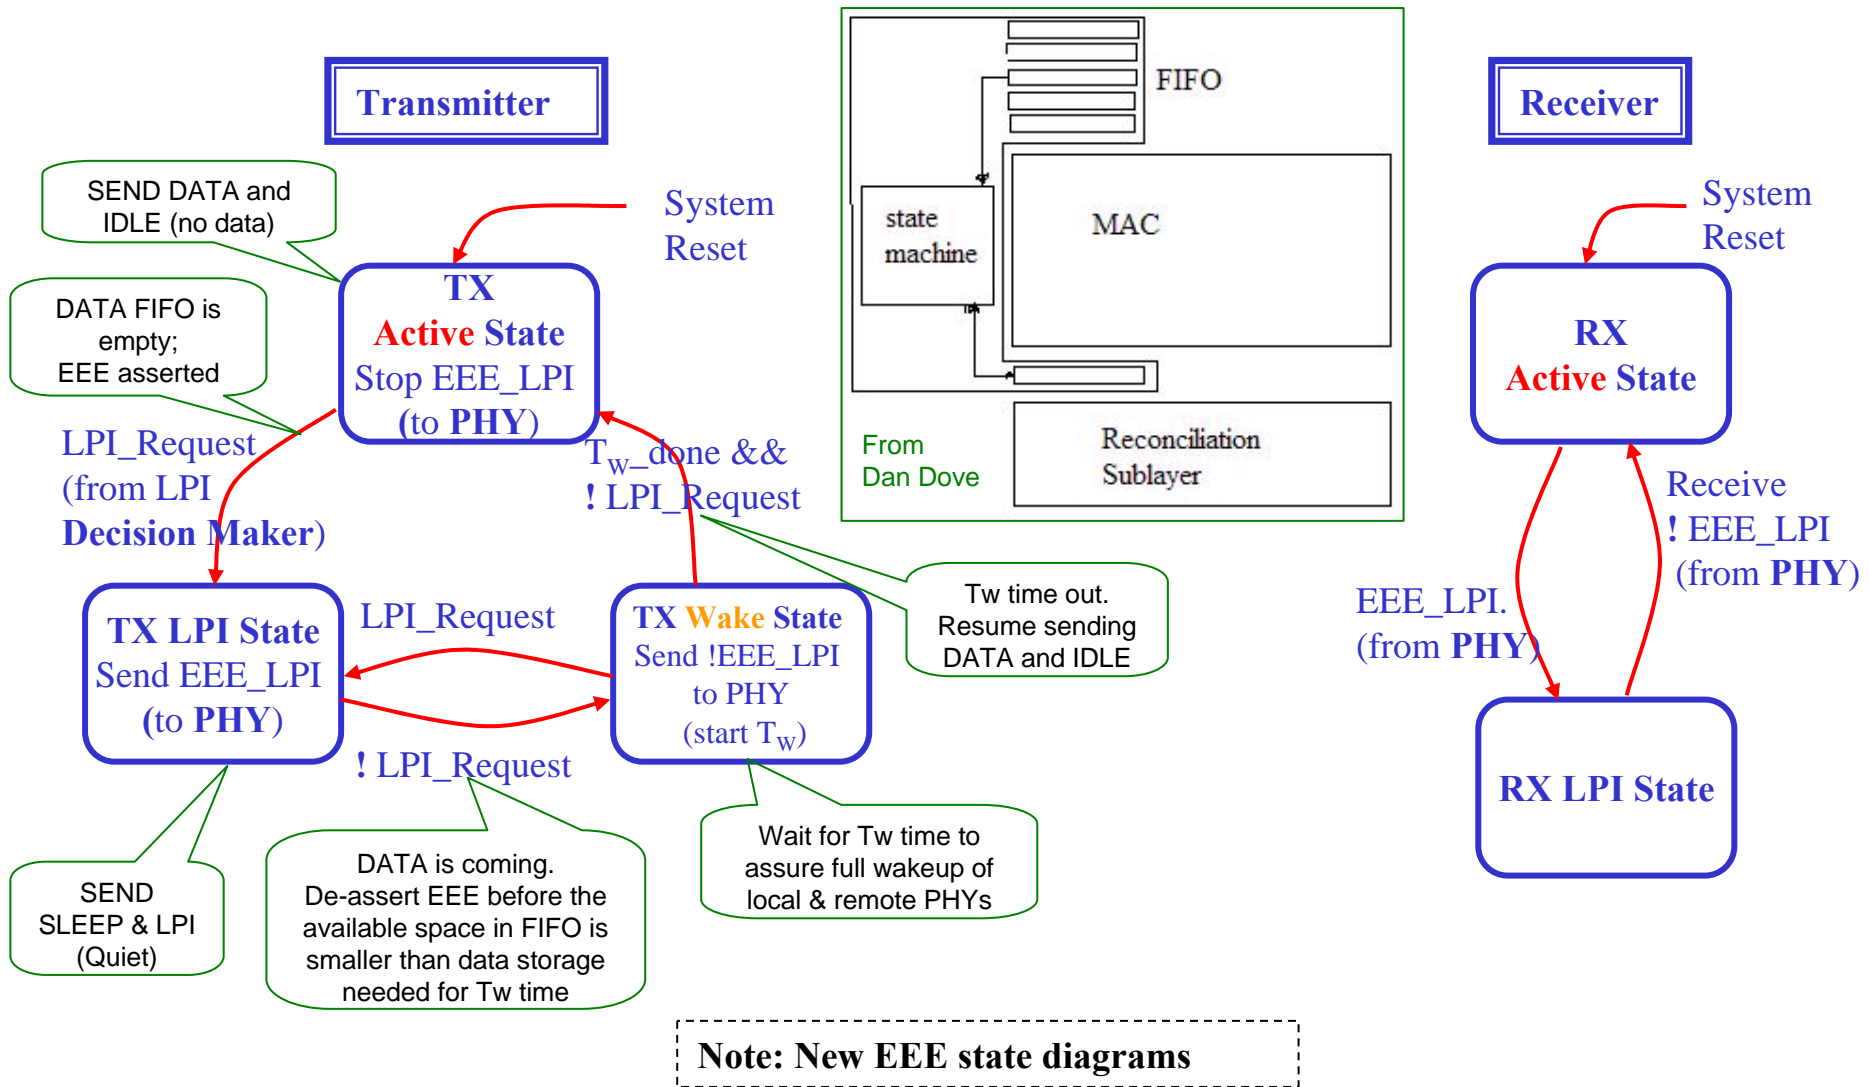 Transmitter
FIFO
Receiver
SEND DATA and
IDLE (no data)
System
Reset
state
machine
MAC
System
Reset
DATA FIFO is
empty;
EEE asserted
TX
Active State
Stop EEE_LPI
(to PHY)
RX
Active State
LPI_Request
(from LPI
Decision Maker)
Tw_done &&
! LPI_Request
From
Dan Dove
Reconciliation
Sublayer
Receive
! EEE_LPI
(from PHY)
EEE_LPI.
(from PHY)
Tw time out.
Resume sending
DATA and IDLE
TX LPI State
Send EEE_LPI
(to PHY)
LPI_Request
! LPI_Request
TX Wake State
Send !EEE_LPI
to PHY
(start Tw)
RX LPI State
SEND
SLEEP & LPI
(Quiet)
DATA is coming.
De-assert EEE before the
available space in FIFO is
smaller than data storage
needed for Tw time
Wait for Tw time to
assure full wakeup of
local & remote PHYs
Note: New EEE state diagrams